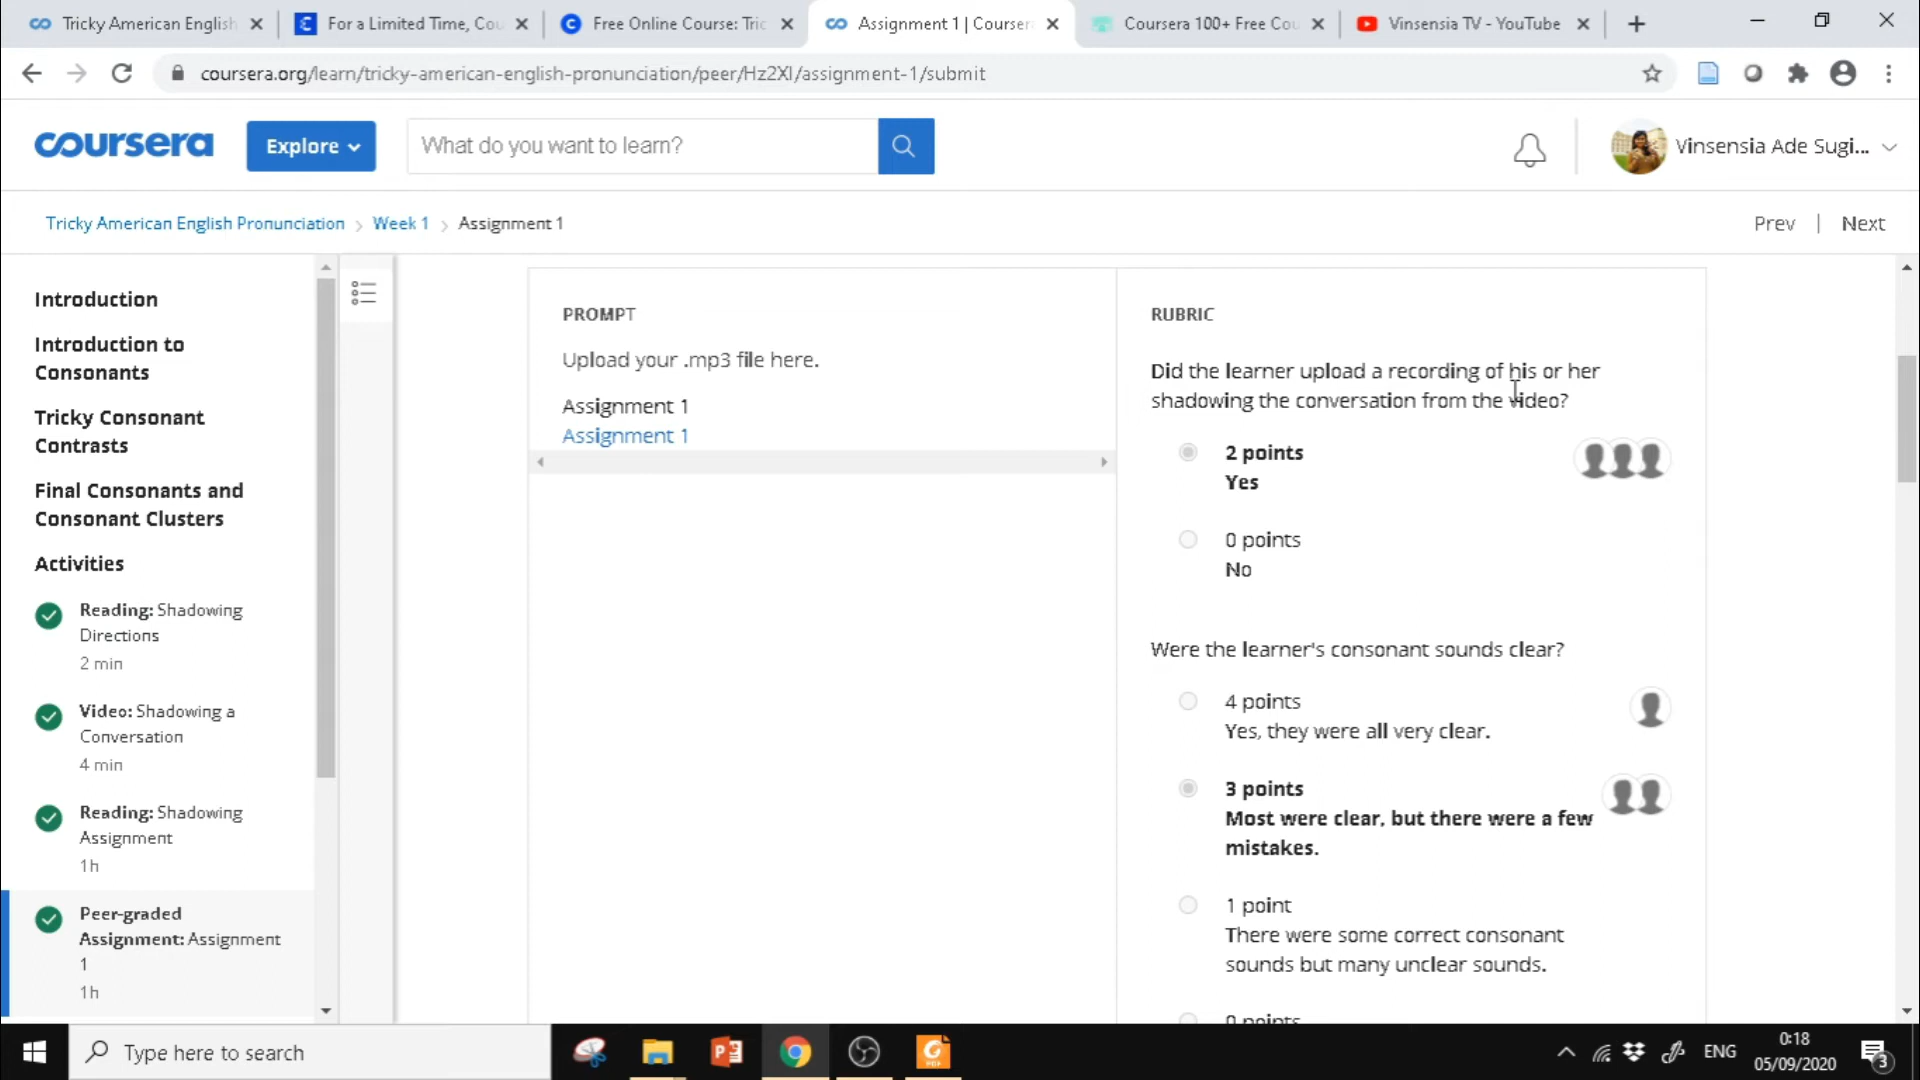 Tricky American English
For a Limited Time, Cou
Free Online Course: Tric
Assignment 1 | Courser
Coursera 100+ Free Cou
Vinsensia TV - YouTube
coursera.org/learn/tricky-american-english-pronunciation/peer/Hz2XI/assignment-1/submit
coursera
Explore
What do you want to learn?
Vinsensia Ade Sugi...
Tricky American English Pronunciation
Week 1
Assignment 1
Prev | Next
Introduction
Introduction to
Consonants
Tricky Consonant
Contrasts
Final Consonants and
Consonant Clusters
Activities
Reading: Shadowing
Directions
2 min
Video: Shadowing a
Conversation
4 min
Reading: Shadowing
Assignment
1h
Peer-graded
Assignment: Assignment
1
1h
PROMPT
Upload your .mp3 file here.
Assignment 1
Assignment 1
RUBRIC
Did the learner upload a recording of his or her
shadowing the conversation from the video?
2 points
Yes
0 points
No
Were the learner's consonant sounds clear?
4 points
Yes, they were all very clear.
3 points
Most were clear, but there were a few
mistakes.
1 point
There were some correct consonant
sounds but many unclear sounds.
0 points
Type here to search
ENG
0:18
05/09/2020
3